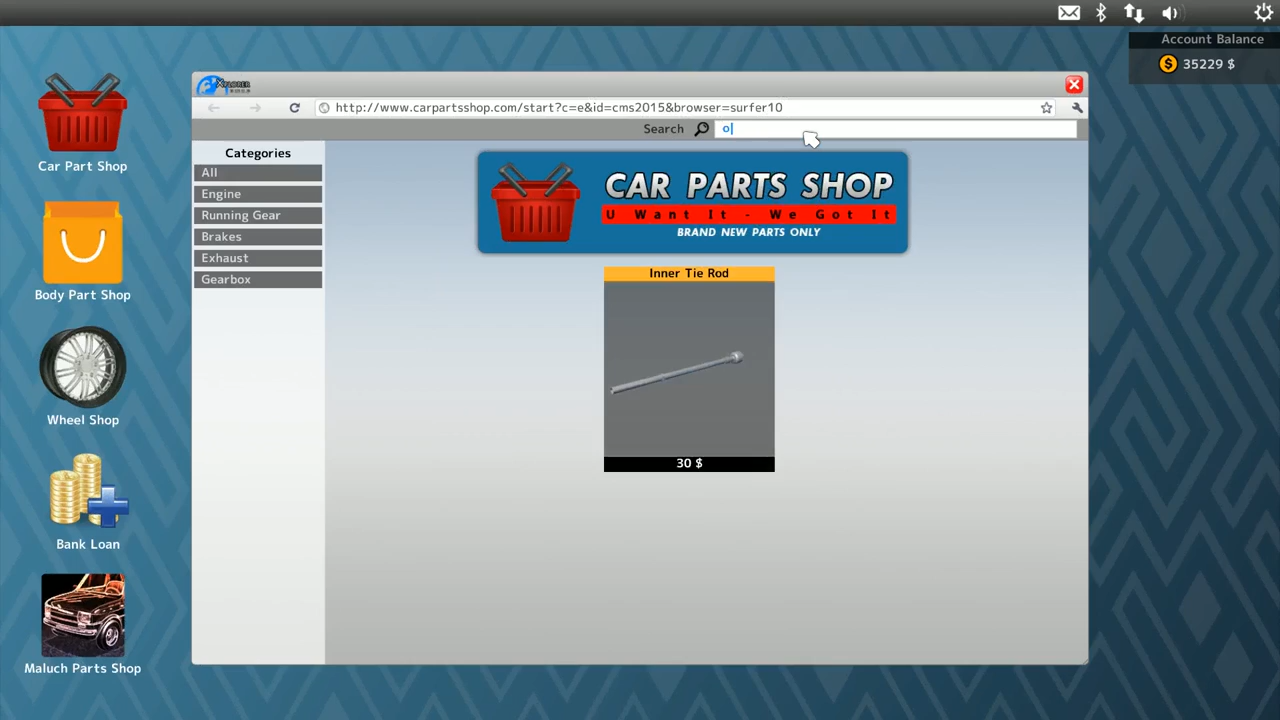 Account Balance
$ 35229 $
Car Part Shop
Body Part Shop
Wheel Shop
Bank Loan
Maluch Parts Shop
XPLORER
http://www.carpartsshop.com/start?c=e&id=cms2015&browser=surfer10
Search o
Categories
All
Engine
Running Gear
Brakes
Exhaust
Gearbox
CAR PARTS SHOP
U Want It - We Got It
BRAND NEW PARTS ONLY
Inner Tie Rod
30 $